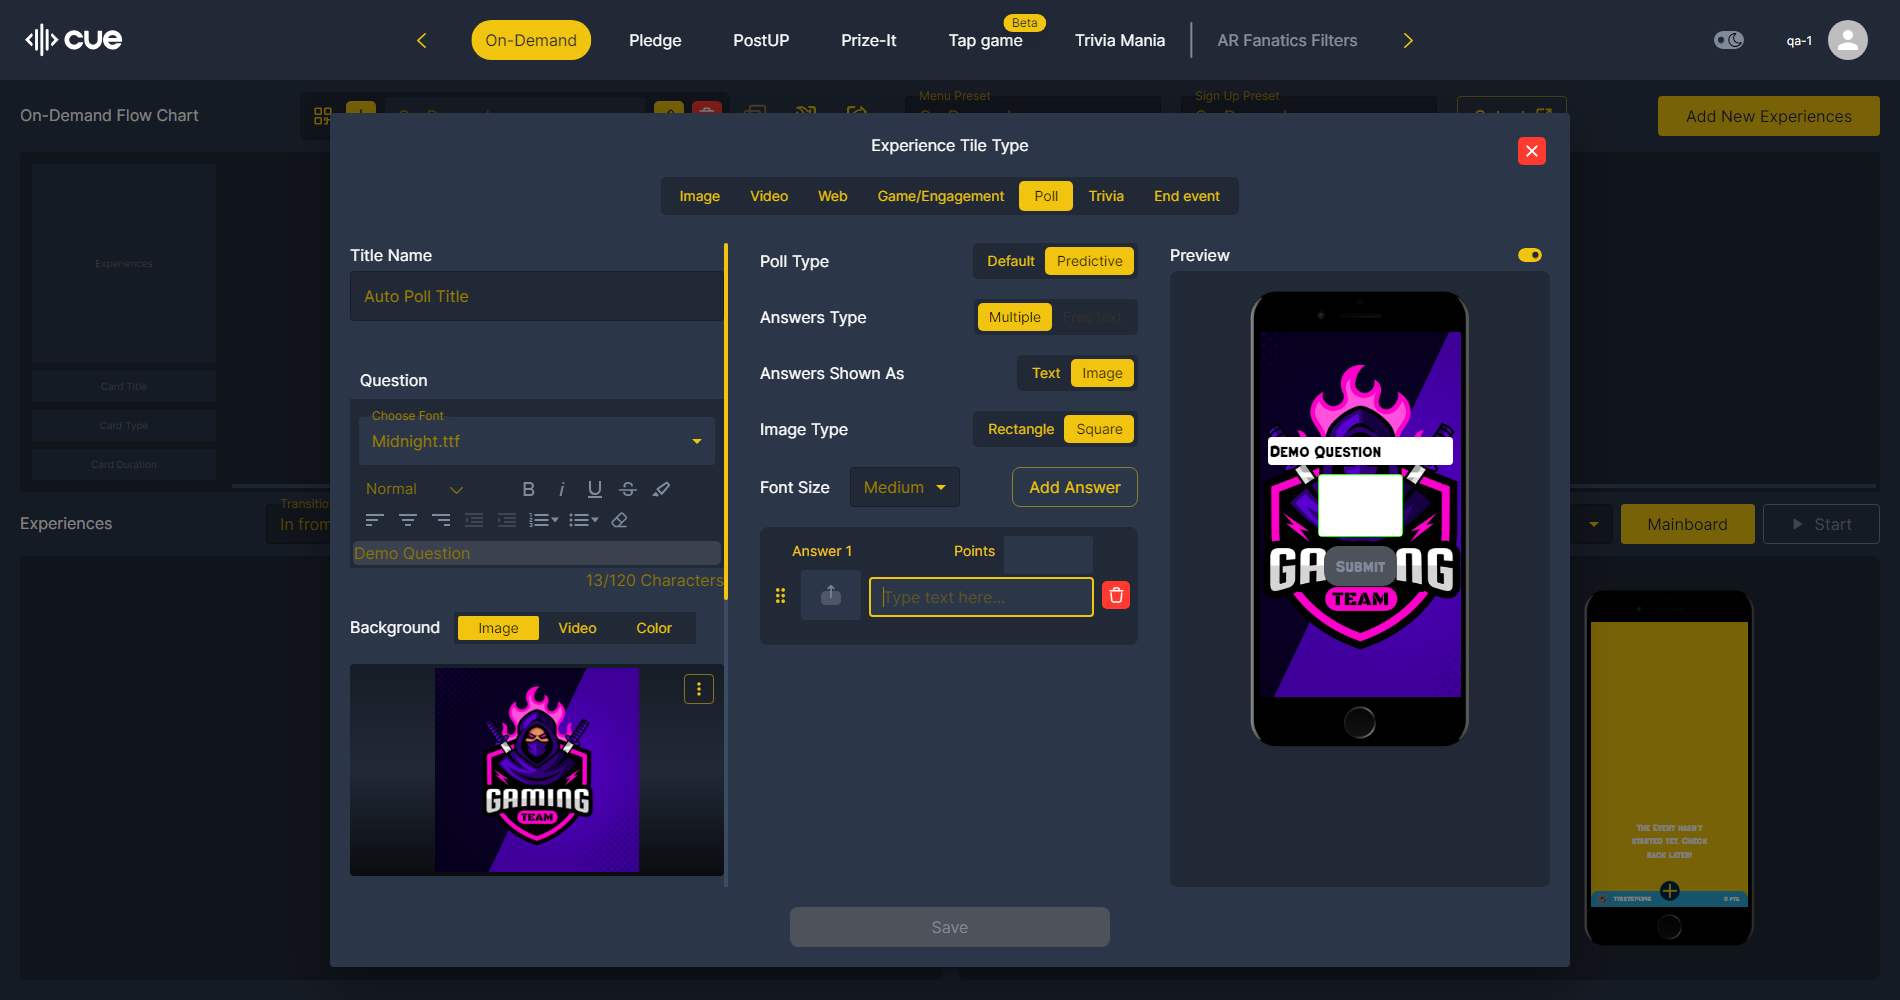 cue
On-Demand
Pledge
PostUP
Prize-It
Beta
Tap game
Trivia Mania
AR Fanatics Filters
qa-1
On-Demand Flow Chart
Menu Preset
Sign Up Preset
Add New Experiences
Experience Tile Type
Image
Video
Web
Game/Engagement
Poll
Trivia
End event
Experiences
Card Title
Card Type
Card Duration
Title Name
Auto Poll Title
Question
Choose Font
Midnight.ttf
Normal
B
i
U
S
Demo Question
13/120 Characters
Background
Image
Video
Color
GAMING
TEAM
Poll Type
Default
Predictive
Answers Type
Multiple
Free text
Answers Shown As
Text
Image
Image Type
Rectangle
Square
Font Size
Medium
Add Answer
Answer 1
Points
Type text here...
Preview
Demo Question
GAMING
Submit
TEAM
Experiences
In from
Mainboard
Start
The Event hasn't
started yet. Check
back later!
0 pts.
Save